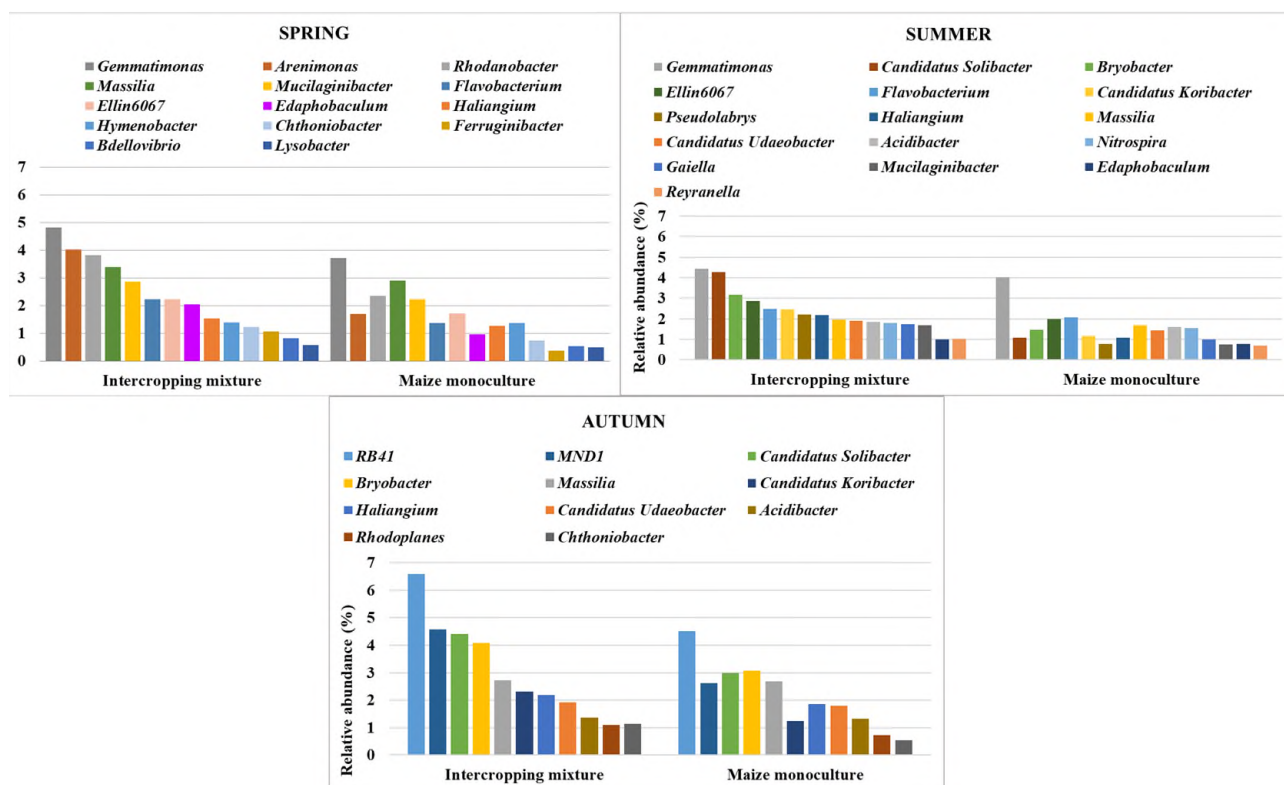 SPRING
Gemmatimonas Arenimonas Rhodanobacter
Massilia Mucilaginibacter Flavobacterium
Ellin6067 Edaphobaculum Haliangium
Hymenobacter Chthoniobacter Ferruginibacter
Bdellovibrio Lysobacter
7
6
5
4
3
2
1
0
Intercropping mixture Maize monoculture
SUMMER
Gemmatimonas Candidatus Solibacter Bryobacter
Ellin6067 Flavobacterium Candidatus Koribacter
Pseudolabrys Haliangium Massilia
Candidatus Udaeobacter Acidibacter Nitrospira
Gaiella Mucilaginibacter Edaphobaculum
Reyranella
Relative abundance (%)
7
6
5
4
3
2
1
0
Intercropping mixture Maize monoculture
AUTUMN
RB41 MND1 Candidatus Solibacter
Bryobacter Massilia Candidatus Koribacter
Haliangium Candidatus Udaeobacter Acidibacter
Rhodoplanes Chthoniobacter
Relative abundance (%)
7
6
5
4
3
2
1
0
Intercropping mixture Maize monoculture